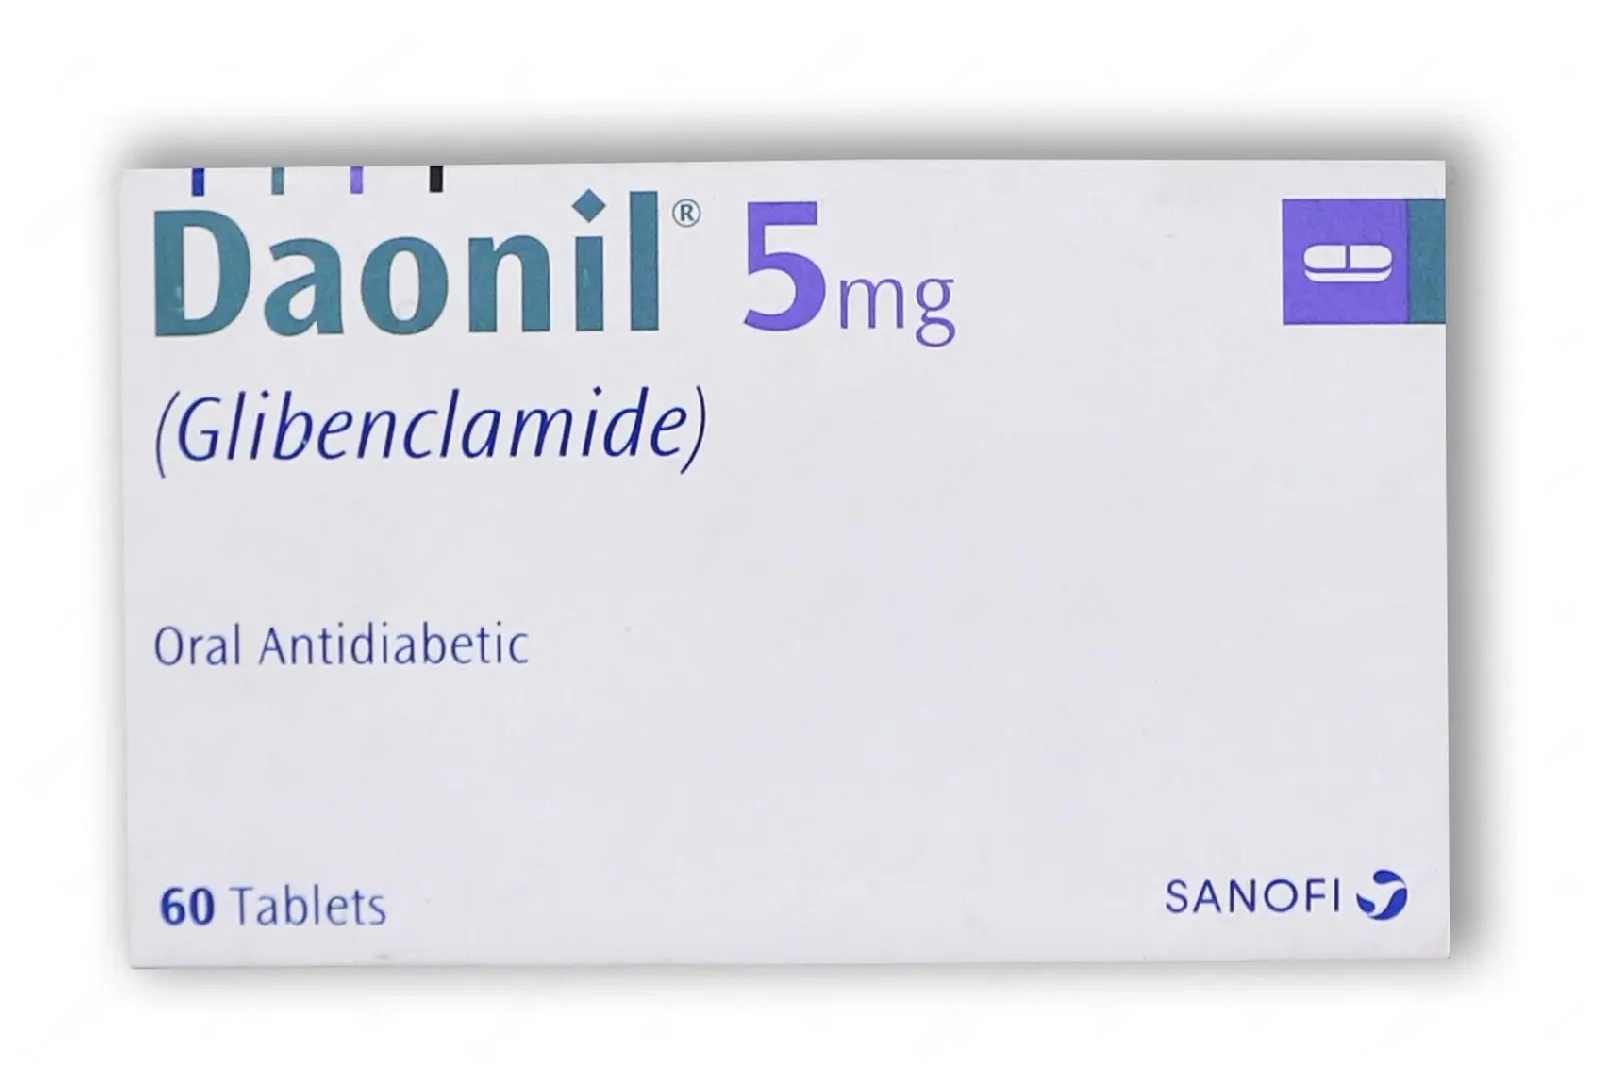 Daonil® 5mg
(Glibenclamide)
Oral Antidiabetic
60 Tablets
SANOFI